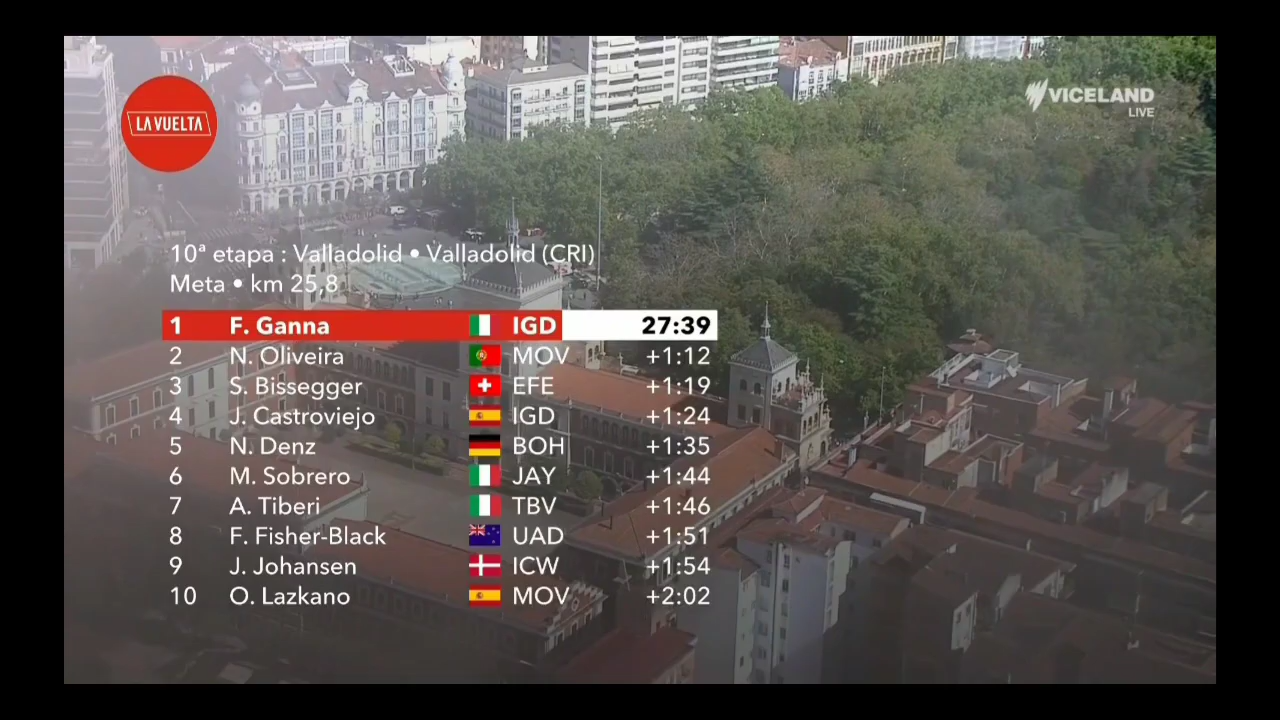 LA VUELTA
VICELAND
LIVE
10ª etapa : Valladolid • Valladolid (CRI)
Meta • km 25,8
1 F. Ganna IGD 27:39
2 N. Oliveira MOV +1:12
3 S. Bissegger EFE +1:19
4 J. Castroviejo IGD +1:24
5 N. Denz BOH +1:35
6 M. Sobrero JAY +1:44
7 A. Tiberi TBV +1:46
8 F. Fisher-Black UAD +1:51
9 J. Johansen ICW +1:54
10 O. Lazkano MOV +2:02